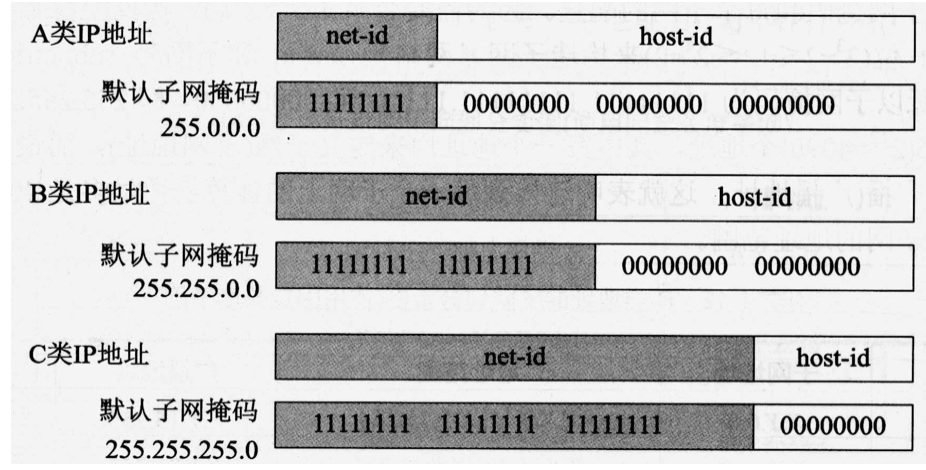 A类IP地址 net-id host-id
默认子网掩码 11111111 00000000 00000000 00000000
255.0.0.0
B类IP地址 net-id host-id
默认子网掩码 11111111 11111111 00000000 00000000
255.255.0.0
C类IP地址 net-id host-id
默认子网掩码 11111111 11111111 11111111 00000000
255.255.255.0